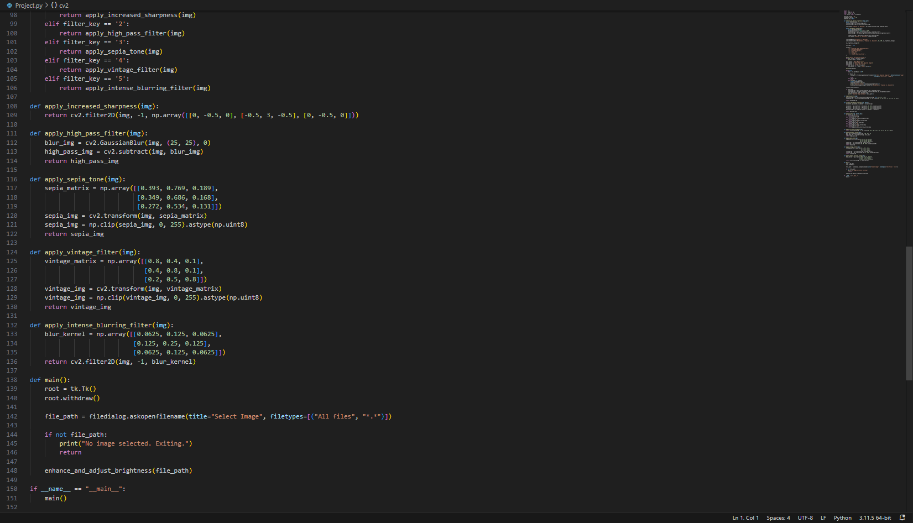 Project.py > {} cv2
98 return apply_increased_sharpness(img)
99 elif filter_key == '2':
100 return apply_high_pass_filter(img)
101 elif filter_key == '3':
102 return apply_sepia_tone(img)
103 elif filter_key == '4':
104 return apply_vintage_filter(img)
105 elif filter_key == '5':
106 return apply_intense_blurring_filter(img)
107
108 def apply_increased_sharpness(img):
109 return cv2.filter2D(img, -1, np.array([[0, -0.5, 0], [-0.5, 3, -0.5], [0, -0.5, 0]]))
110
111 def apply_high_pass_filter(img):
112 blur_img = cv2.GaussianBlur(img, (25, 25), 0)
113 high_pass_img = cv2.subtract(img, blur_img)
114 return high_pass_img
115
116 def apply_sepia_tone(img):
117 sepia_matrix = np.array([[0.393, 0.769, 0.189],
118 [0.349, 0.686, 0.168],
119 [0.272, 0.534, 0.131]])
120 sepia_img = cv2.transform(img, sepia_matrix)
121 sepia_img = np.clip(sepia_img, 0, 255).astype(np.uint8)
122 return sepia_img
123
124 def apply_vintage_filter(img):
125 vintage_matrix = np.array([[0.8, 0.4, 0.1],
126 [0.4, 0.8, 0.1],
127 [0.2, 0.5, 0.8]])
128 vintage_img = cv2.transform(img, vintage_matrix)
129 vintage_img = np.clip(vintage_img, 0, 255).astype(np.uint8)
130 return vintage_img
131
132 def apply_intense_blurring_filter(img):
133 blur_kernel = np.array([[0.0625, 0.125, 0.0625],
134 [0.125, 0.25, 0.125],
135 [0.0625, 0.125, 0.0625]])
136 return cv2.filter2D(img, -1, blur_kernel)
137
138 def main():
139 root = tk.Tk()
140 root.withdraw()
141
142 file_path = filedialog.askopenfilename(title="Select Image", filetypes=[("All files", "*.*")])
143
144 if not file_path:
145 print("No image selected. Exiting.")
146 return
147
148 enhance_and_adjust_brightness(file_path)
149
150 if __name__ == "__main__":
151 main()
152
Ln 1, Col 1 Spaces: 4 UTF-8 LF Python 3.11.5 64-bit